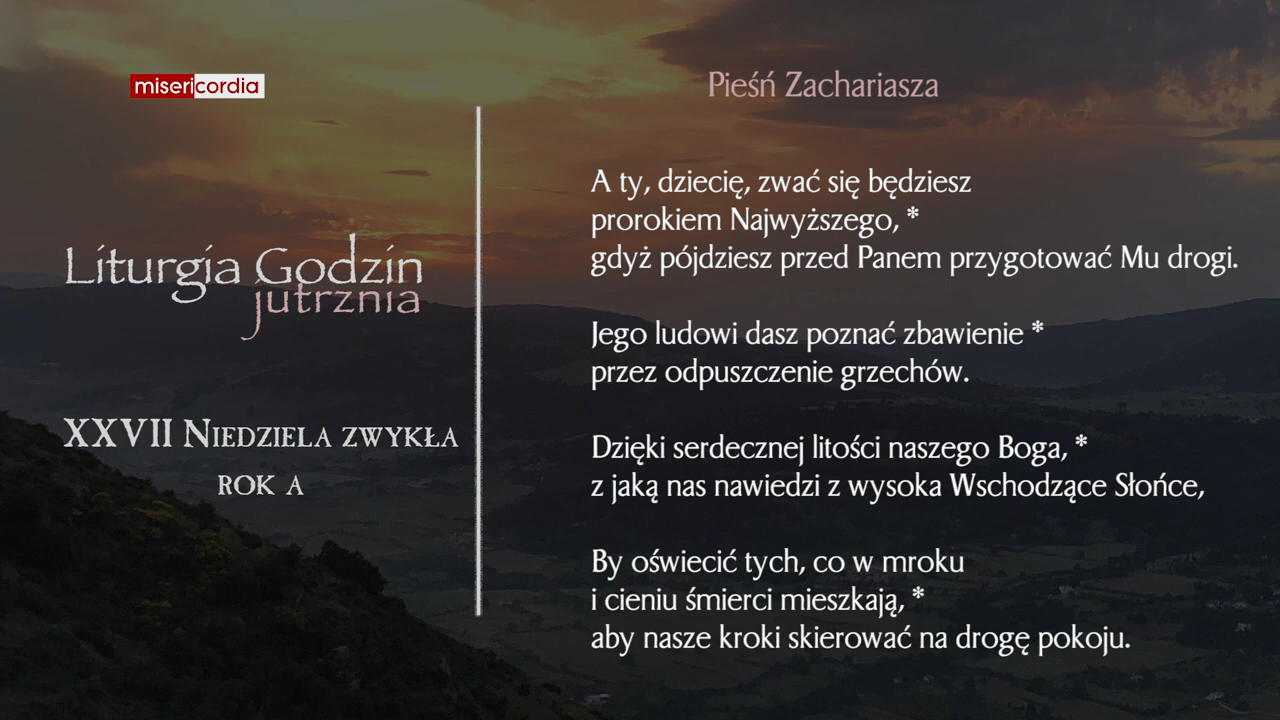 misericordia
Liturgia Godzin
jutrznia
XXVII Niedziela zwykła
rok A
Pieśń Zachariasza
A ty, dziecię, zwać się będziesz
prorokiem Najwyższego, *
gdyż pójdziesz przed Panem przygotować Mu drogi.
Jego ludowi dasz poznać zbawienie *
przez odpuszczenie grzechów.
Dzięki serdecznej litości naszego Boga, *
z jaką nas nawiedzi z wysoka Wschodzące Słońce,
By oświecić tych, co w mroku
i cieniu śmierci mieszkają, *
aby nasze kroki skierować na drogę pokoju.